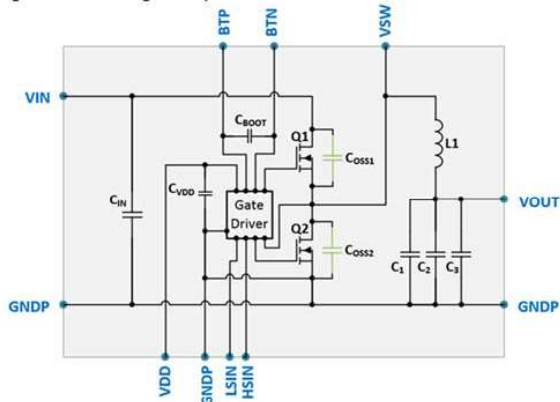 BTP
BTN
VSW
VIN
CBOOT
Q1
COSS1
L1
CVDD
CIN
Gate
Driver
VOUT
Q2
COSS2
C1 C2 C3
GNDP
GNDP
VDD
GNDP
LSIN
HSIN